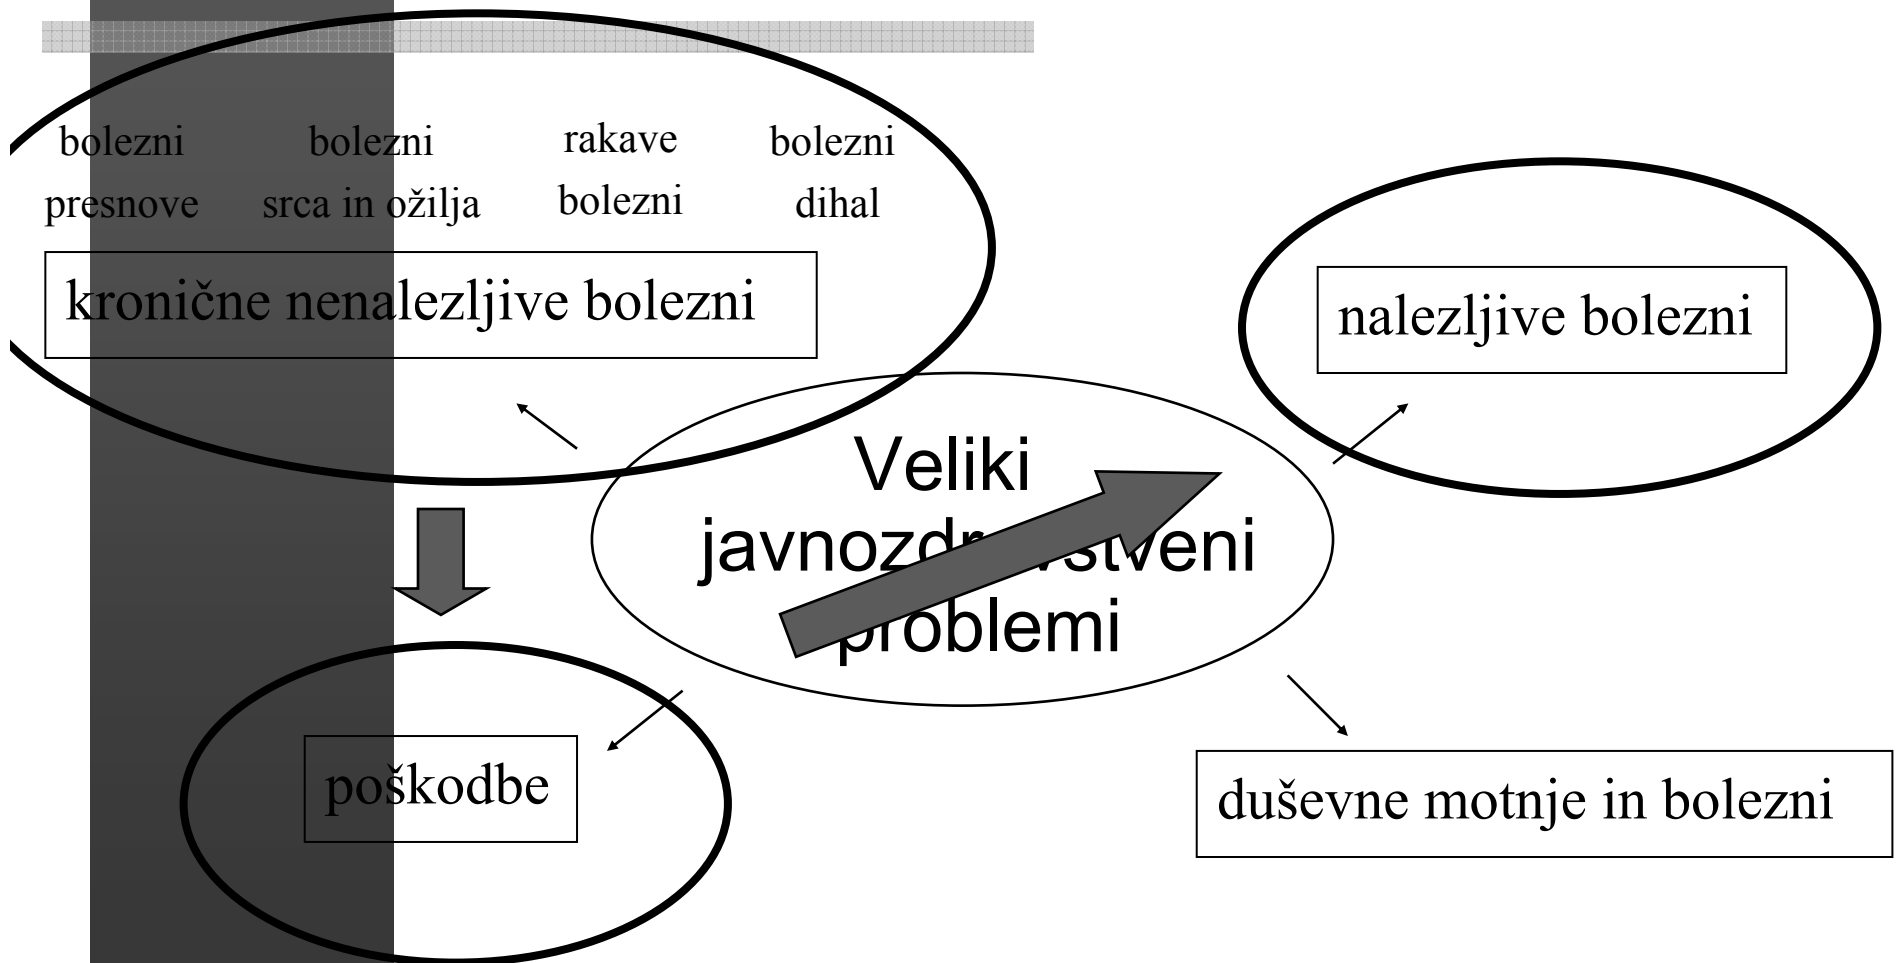 bolezni bolezni rakave bolezni
presnove srca in ožilja bolezni dihal
kronične nenalezljive bolezni
nalezljive bolezni
Veliki
javnozdravstveni
problemi
poškodbe
duševne motnje in bolezni